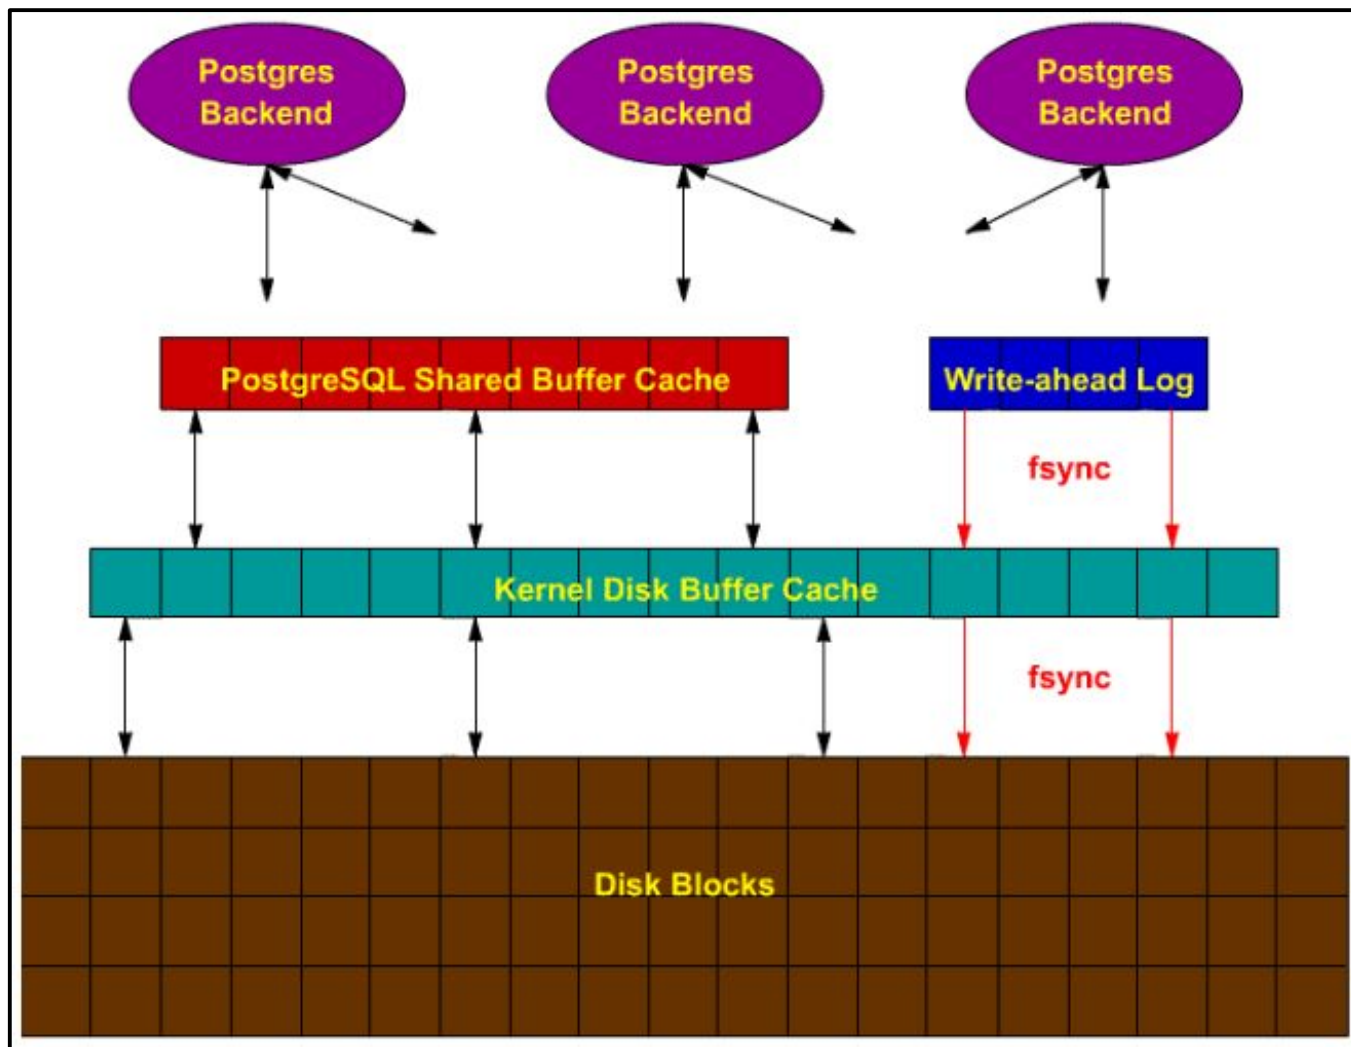 Postgres
Backend
Postgres
Backend
Postgres
Backend
PostgreSQL Shared Buffer Cache
Write-ahead Log
fsync
Kernel Disk Buffer Cache
fsync
Disk Blocks